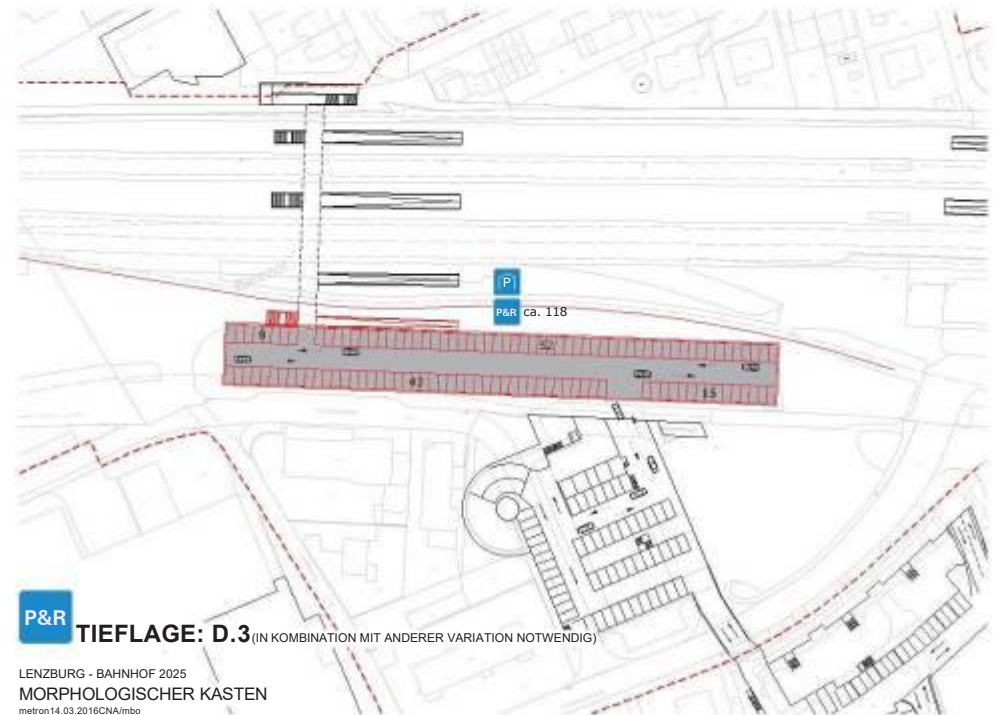 P
P&R ca. 118
P&R
TIEFLAGE: D.3 (IN KOMBINATION MIT ANDERER VARIATION NOTWENDIG)
LENZBURG - BAHNHOF 2025
MORPHOLOGISCHER KASTEN
metron14.03.2016CNA/mbo